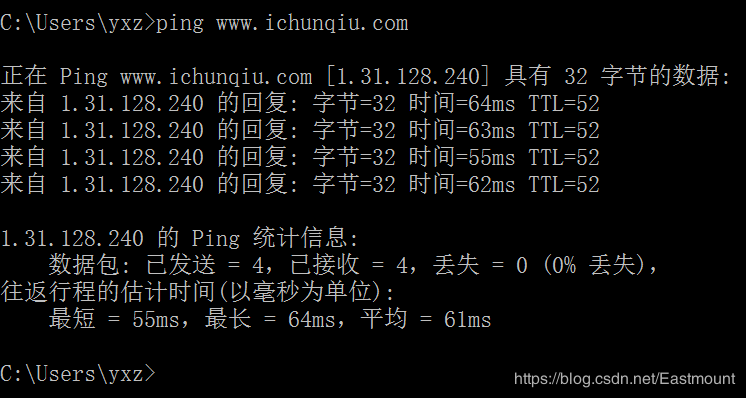 C:\Users\yxz>ping www.ichunqiu.com
正在 Ping www.ichunqiu.com [1.31.128.240] 具有 32 字节的数据:
来自 1.31.128.240 的回复: 字节=32 时间=64ms TTL=52
来自 1.31.128.240 的回复: 字节=32 时间=63ms TTL=52
来自 1.31.128.240 的回复: 字节=32 时间=55ms TTL=52
来自 1.31.128.240 的回复: 字节=32 时间=62ms TTL=52
1.31.128.240 的 Ping 统计信息:
数据包: 已发送 = 4，已接收 = 4，丢失 = 0 (0% 丢失)，
往返行程的估计时间(以毫秒为单位):
最短 = 55ms，最长 = 64ms，平均 = 61ms
C:\Users\yxz>
https://blog.csdn.net/Eastmount